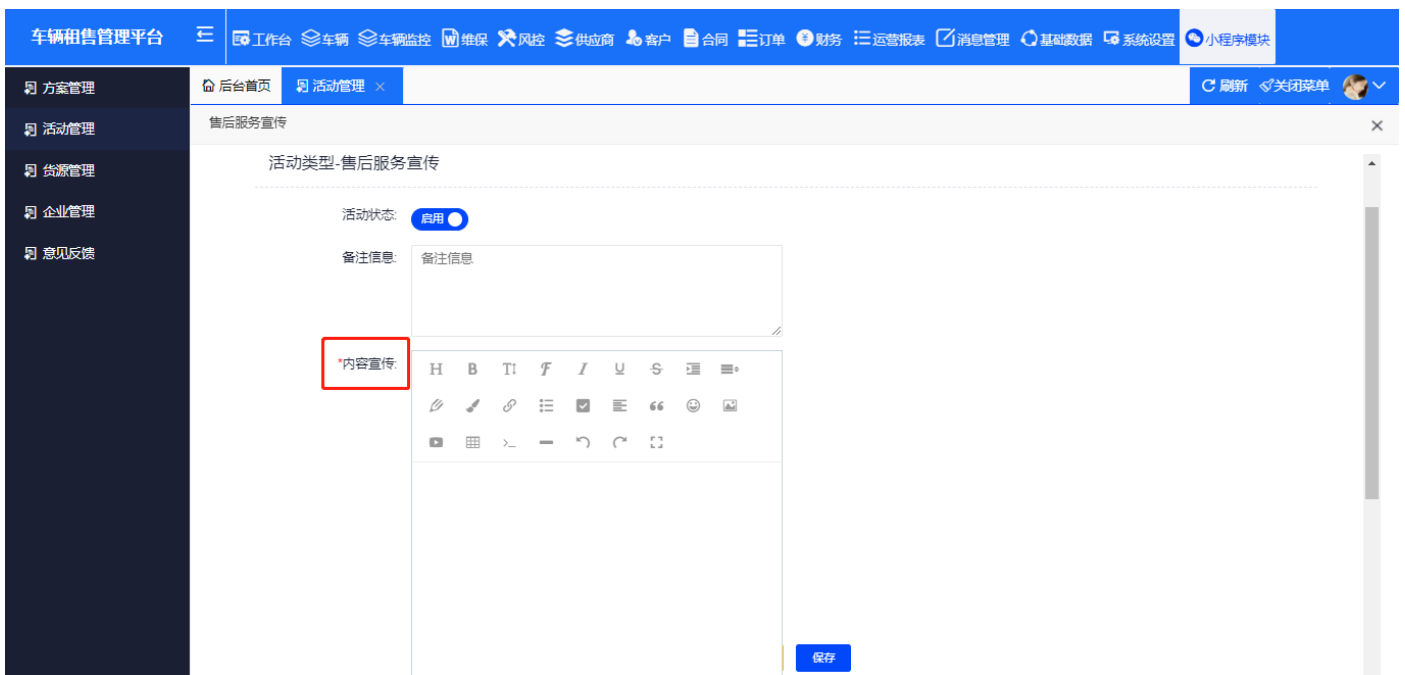 车辆租售管理平台
工作台 车辆 车辆监控 维保 风控 供应商 客户 合同 订单 财务 运营报表 消息管理 基础数据 系统设置 小程序模块
方案管理
活动管理
货源管理
企业管理
意见反馈
后台首页 活动管理 × 刷新 关闭菜单
售后服务宣传 ×
活动类型-售后服务宣传
活动状态: 启用
备注信息: 备注信息
*内容宣传:
H B T F I U S
保存